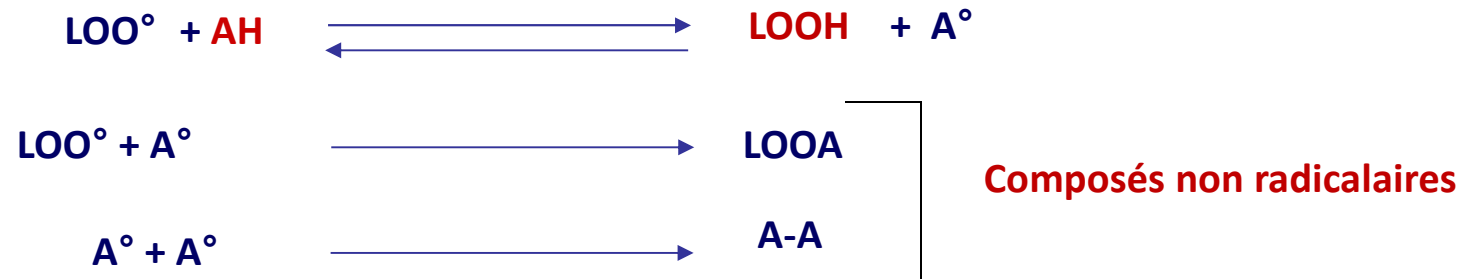 LOO° + AH LOOH + A°
LOO° + A° LOOA
Composés non radicalaires
A° + A° A-A